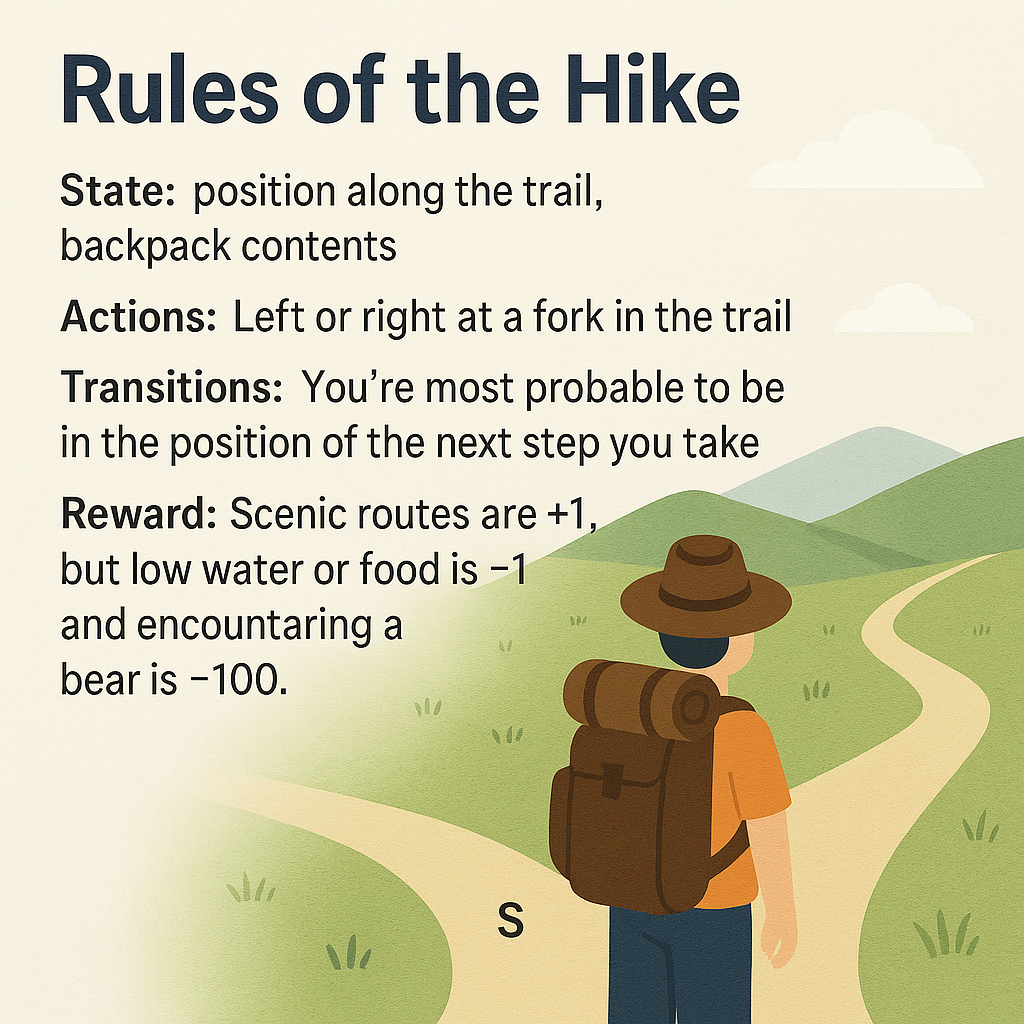 Rules of the Hike
State: position along the trail,
backpack contents
Actions: Left or right at a fork in the trail
Transitions: You’re most probable to be
in the position of the next step you take
Reward: Scenic routes are +1,
but low water or food is −1
and encountaring a
bear is −100.
S